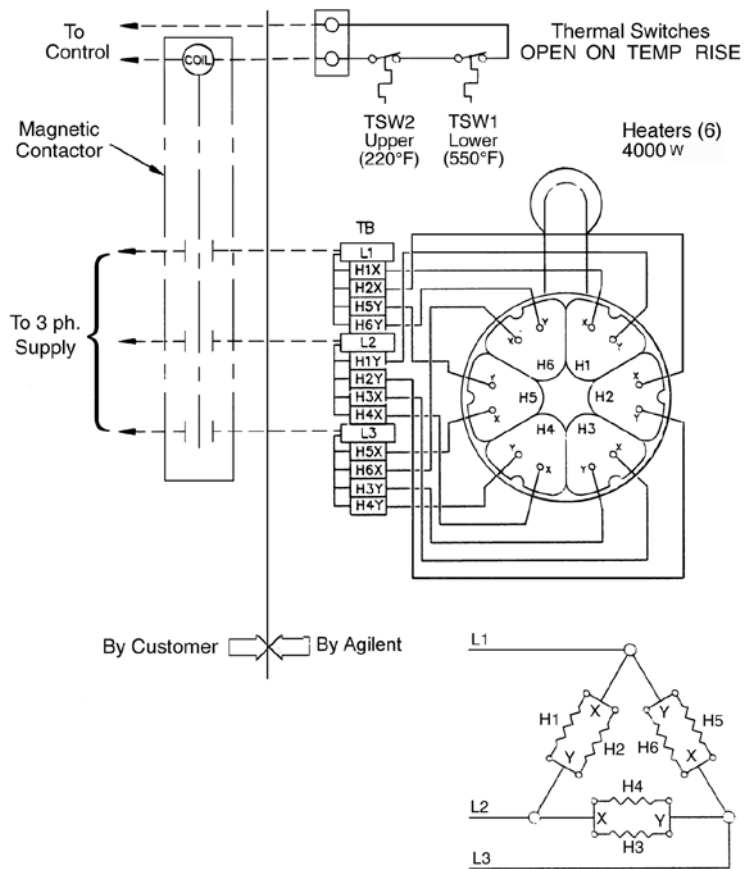 To
Control
COIL
Thermal Switches
OPEN ON TEMP RISE
TSW2
Upper
(220°F)
TSW1
Lower
(550°F)
Heaters (6)
4000 W
Magnetic
Contactor
To 3 ph.
Supply
TB
L1
H1X
H2X
H5Y
H6Y
L2
H1Y
H2Y
H3X
H4X
L3
H5X
H6X
H3Y
H4Y
X
Y
H6
Y
X
H1
X
Y
Y
X
H5
H2
X
Y
H4
H3
Y
X
Y
X
By Customer
By Agilent
L1
H1
X
Y
H2
Y
H5
H6
X
H4
L2
X
Y
H3
L3